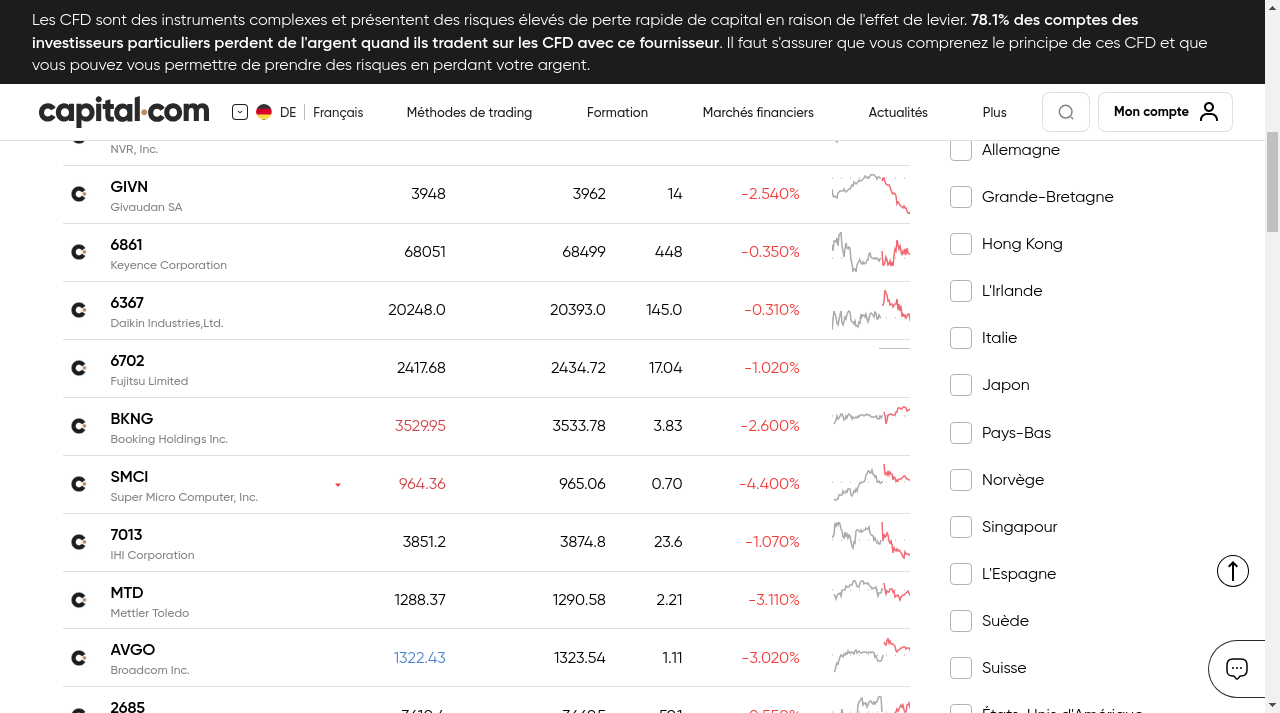 Les CFD sont des instruments complexes et présentent des risques élevés de perte rapide de capital en raison de l'effet de levier. 78.1% des comptes des
investisseurs particuliers perdent de l'argent quand ils tradent sur les CFD avec ce fournisseur. Il faut s'assurer que vous comprenez le principe de ces CFD et que
vous pouvez vous permettre de prendre des risques en perdant votre argent.
capital.com DE Français Méthodes de trading Formation Marchés financiers Actualités Plus Mon compte
NVR, Inc.
GIVN 3948 3962 14 -2.540%
Givaudan SA
6861 68051 68499 448 -0.350%
Keyence Corporation
6367 20248.0 20393.0 145.0 -0.310%
Daikin Industries,Ltd.
6702 2417.68 2434.72 17.04 -1.020%
Fujitsu Limited
BKNG 3529.95 3533.78 3.83 -2.600%
Booking Holdings Inc.
SMCI 964.36 965.06 0.70 -4.400%
Super Micro Computer, Inc.
7013 3851.2 3874.8 23.6 -1.070%
IHI Corporation
MTD 1288.37 1290.58 2.21 -3.110%
Mettler Toledo
AVGO 1322.43 1323.54 1.11 -3.020%
Broadcom Inc.
2685
Allemagne
Grande-Bretagne
Hong Kong
L'Irlande
Italie
Japon
Pays-Bas
Norvège
Singapour
L'Espagne
Suède
Suisse
États-Unis d'Amérique